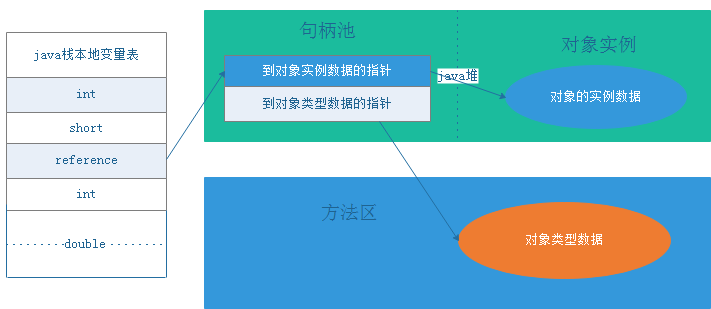 java栈本地变量表
int
short
reference
int
double
句柄池
对象实例
到对象实例数据的指针
java堆
对象的实例数据
到对象类型数据的指针
方法区
对象类型数据